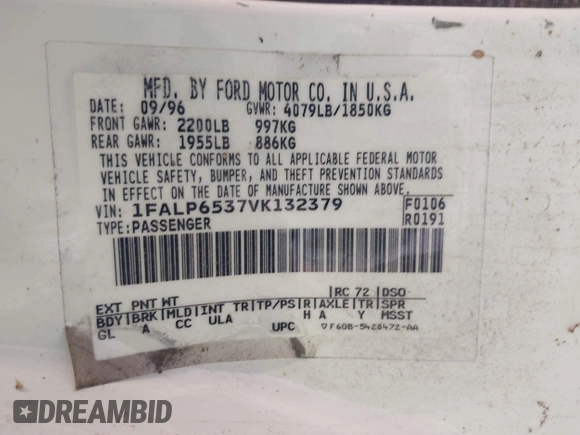 MFD. BY FORD MOTOR CO. IN U.S.A.
DATE: 09/96 GVWR: 4079LB/1850KG
FRONT GAWR: 2200LB 997KG
REAR GAWR: 1955LB 886KG
THIS VEHICLE CONFORMS TO ALL APPLICABLE FEDERAL MOTOR
VEHICLE SAFETY, BUMPER, AND THEFT PREVENTION STANDARDS
IN EFFECT ON THE DATE OF MANUFACTURE SHOWN ABOVE.
VIN: 1FALP6537VK132379 F0106
TYPE: PASSENGER R0191
RC 72 DSO
EXT PNT WT
BDY BRK MLD INT TR TP/PS R AXLE TR SPR
GL A CC ULA UPC H A Y MSST
▽F60B-5420472-AA
DREAMBID